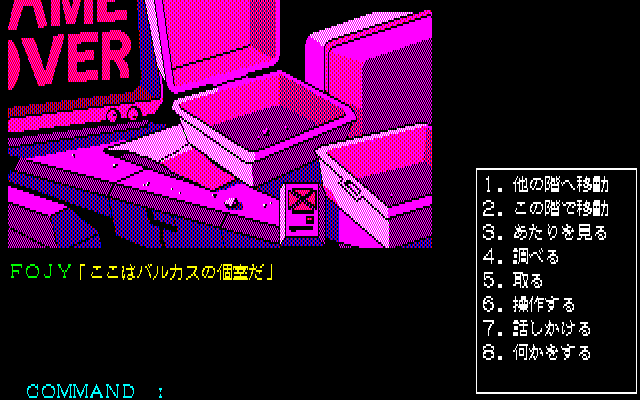 AME
OVER
FOJY「ここはバルカスの個室だ」
1. 他の階へ移動
2. この階で移動
3. あたりを見る
4. 調べる
5. 取る
6. 操作する
7. 話しかける
8. 何かをする
COMMAND :